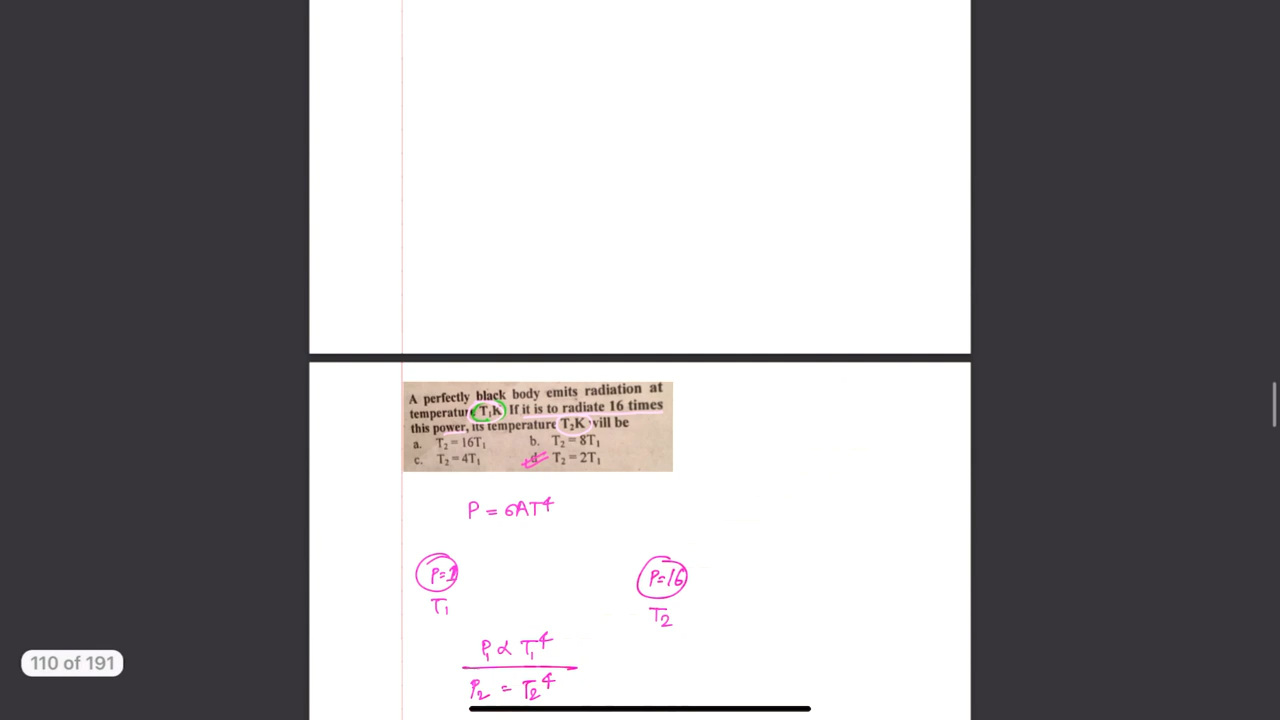 A perfectly black body emits radiation at
temperature T₁K If it is to radiate 16 times
this power, its temperature T₂K will be
a. T₂ = 16T₁ b. T₂ = 8T₁
c. T₂ = 4T₁ d T₂ = 2T₁
P = σAT⁴
P=1 P=16
T₁ T₂
P₁ ∝ T₁⁴
P₂ = T₂⁴
110 of 191